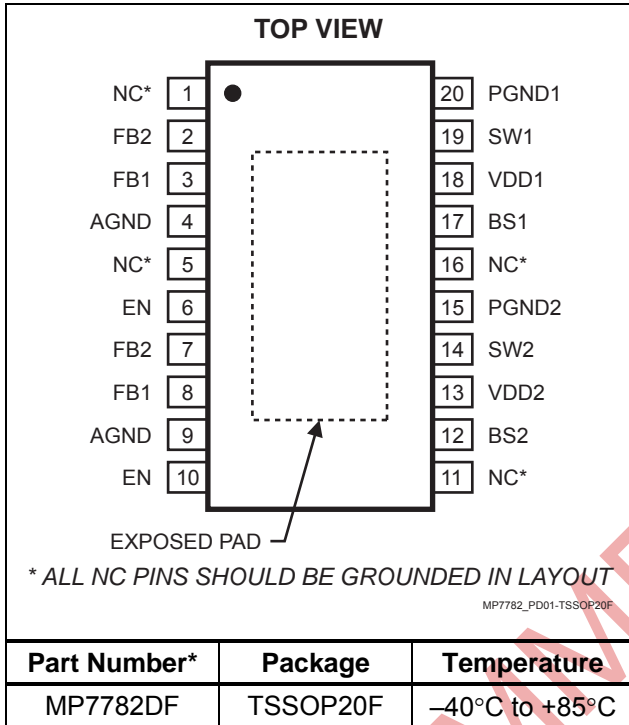 TOP VIEW
NC* 1 20 PGND1
FB2 2 19 SW1
FB1 3 18 VDD1
AGND 4 17 BS1
NC* 5 16 NC*
EN 6 15 PGND2
FB2 7 14 SW2
FB1 8 13 VDD2
AGND 9 12 BS2
EN 10 11 NC*
EXPOSED PAD
* ALL NC PINS SHOULD BE GROUNDED IN LAYOUT
MP7782_PD01-TSSOP20F
Part Number* Package Temperature
MP7782DF TSSOP20F –40°C to +85°C